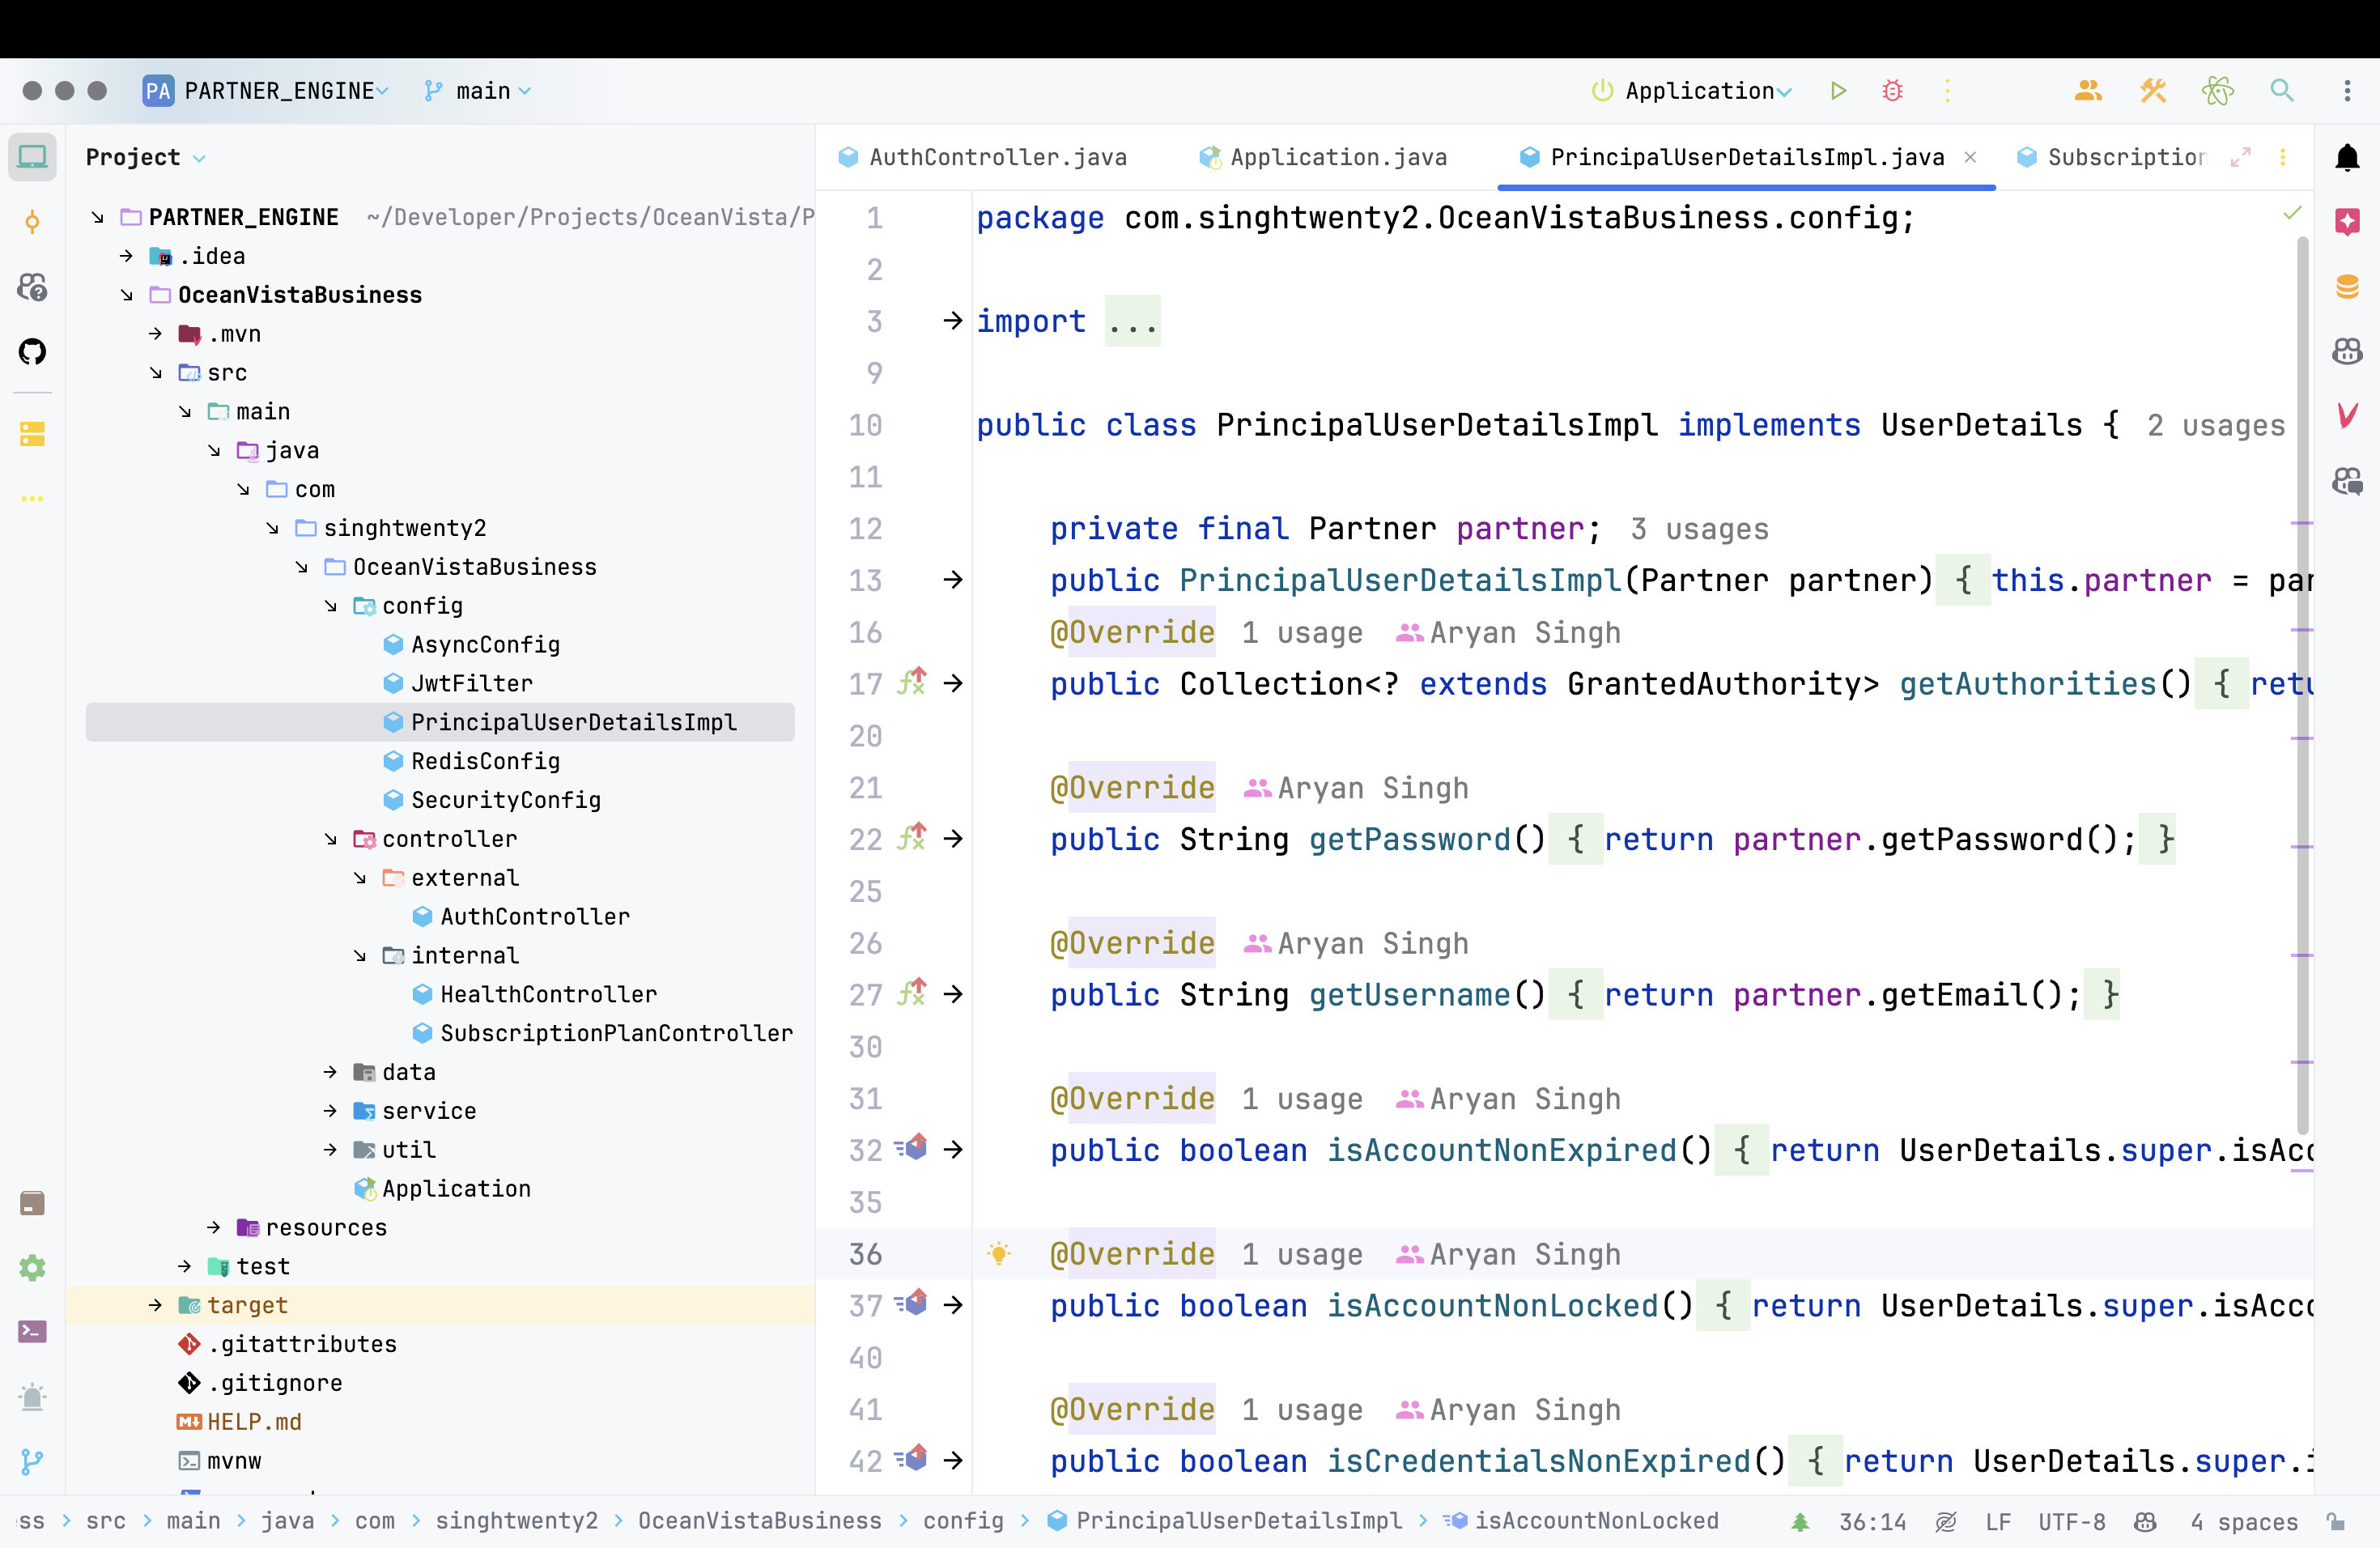 PA PARTNER_ENGINE main Application
Project
PARTNER_ENGINE ~/Developer/Projects/OceanVista/P
.idea
OceanVistaBusiness
.mvn
src
main
java
com
singhtwenty2
OceanVistaBusiness
config
AsyncConfig
JwtFilter
PrincipalUserDetailsImpl
RedisConfig
SecurityConfig
controller
external
AuthController
internal
HealthController
SubscriptionPlanController
data
service
util
Application
resources
test
target
.gitattributes
.gitignore
HELP.md
mvnw
AuthController.java Application.java PrincipalUserDetailsImpl.java Subscription
1 package com.singhtwenty2.OceanVistaBusiness.config;
2
3 import ...
9
10 public class PrincipalUserDetailsImpl implements UserDetails { 2 usages
11
12 private final Partner partner; 3 usages
13 public PrincipalUserDetailsImpl(Partner partner) { this.partner = par
16 @Override 1 usage Aryan Singh
17 public Collection<? extends GrantedAuthority> getAuthorities() { retu
20
21 @Override Aryan Singh
22 public String getPassword() { return partner.getPassword(); }
25
26 @Override Aryan Singh
27 public String getUsername() { return partner.getEmail(); }
30
31 @Override 1 usage Aryan Singh
32 public boolean isAccountNonExpired() { return UserDetails.super.isAcc
35
36 @Override 1 usage Aryan Singh
37 public boolean isAccountNonLocked() { return UserDetails.super.isAcco
40
41 @Override 1 usage Aryan Singh
42 public boolean isCredentialsNonExpired() { return UserDetails.super.i
ss > src > main > java > com > singhtwenty2 > OceanVistaBusiness > config > PrincipalUserDetailsImpl > isAccountNonLocked 36:14 LF UTF-8 4 spaces